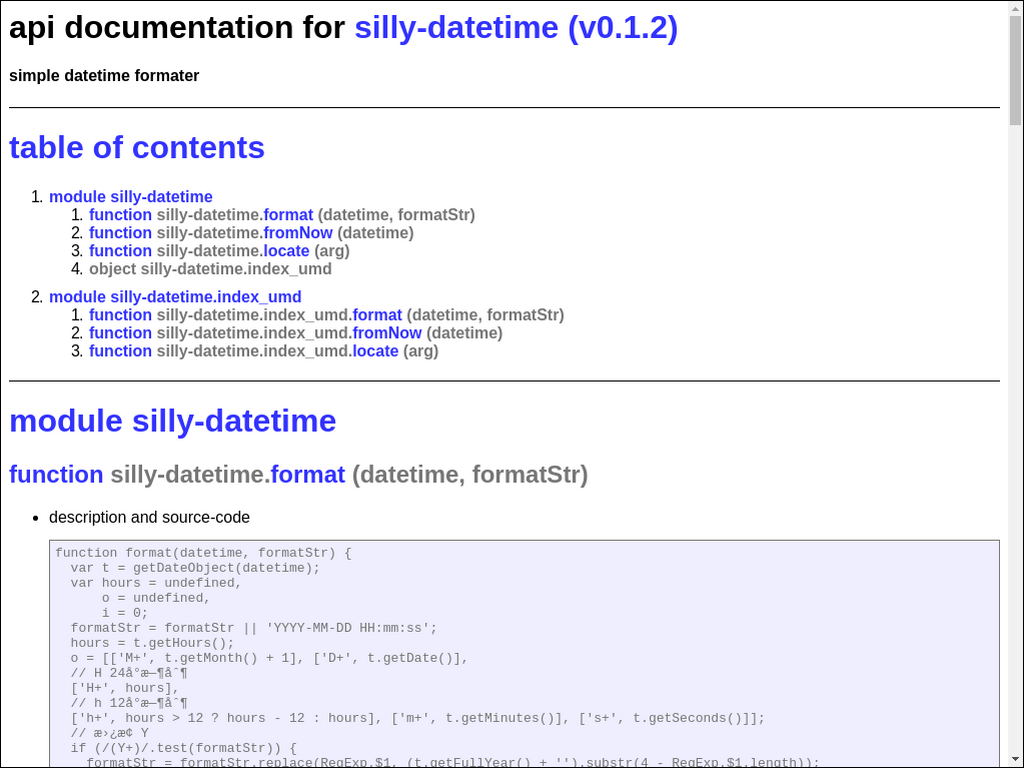 api documentation for silly-datetime (v0.1.2)
simple datetime formater
table of contents
1. module silly-datetime
1. function silly-datetime.format (datetime, formatStr)
2. function silly-datetime.fromNow (datetime)
3. function silly-datetime.locate (arg)
4. object silly-datetime.index_umd
2. module silly-datetime.index_umd
1. function silly-datetime.index_umd.format (datetime, formatStr)
2. function silly-datetime.index_umd.fromNow (datetime)
3. function silly-datetime.index_umd.locate (arg)
module silly-datetime
function silly-datetime.format (datetime, formatStr)
• description and source-code
function format(datetime, formatStr) {
var t = getDateObject(datetime);
var hours = undefined,
o = undefined,
i = 0;
formatStr = formatStr || 'YYYY-MM-DD HH:mm:ss';
hours = t.getHours();
o = [['M+', t.getMonth() + 1], ['D+', t.getDate()],
// H 24å°æ—¶åˆ¶
['H+', hours],
// h 12å°æ—¶åˆ¶
['h+', hours > 12 ? hours - 12 : hours], ['m+', t.getMinutes()], ['s+', t.getSeconds()]];
// æ›¿æ¢ Y
if (/(Y+)/.test(formatStr)) {
formatStr = formatStr.replace(RegExp.$1, (t.getFullYear() + '').substr(4 - RegExp.$1.length));